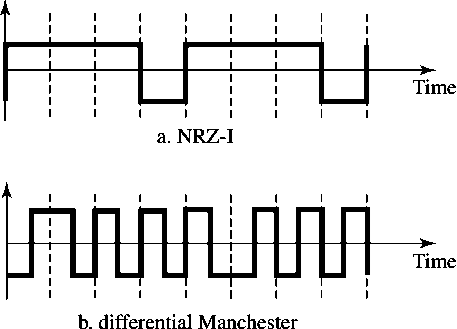 Time
a. NRZ-I
Time
b. differential Manchester